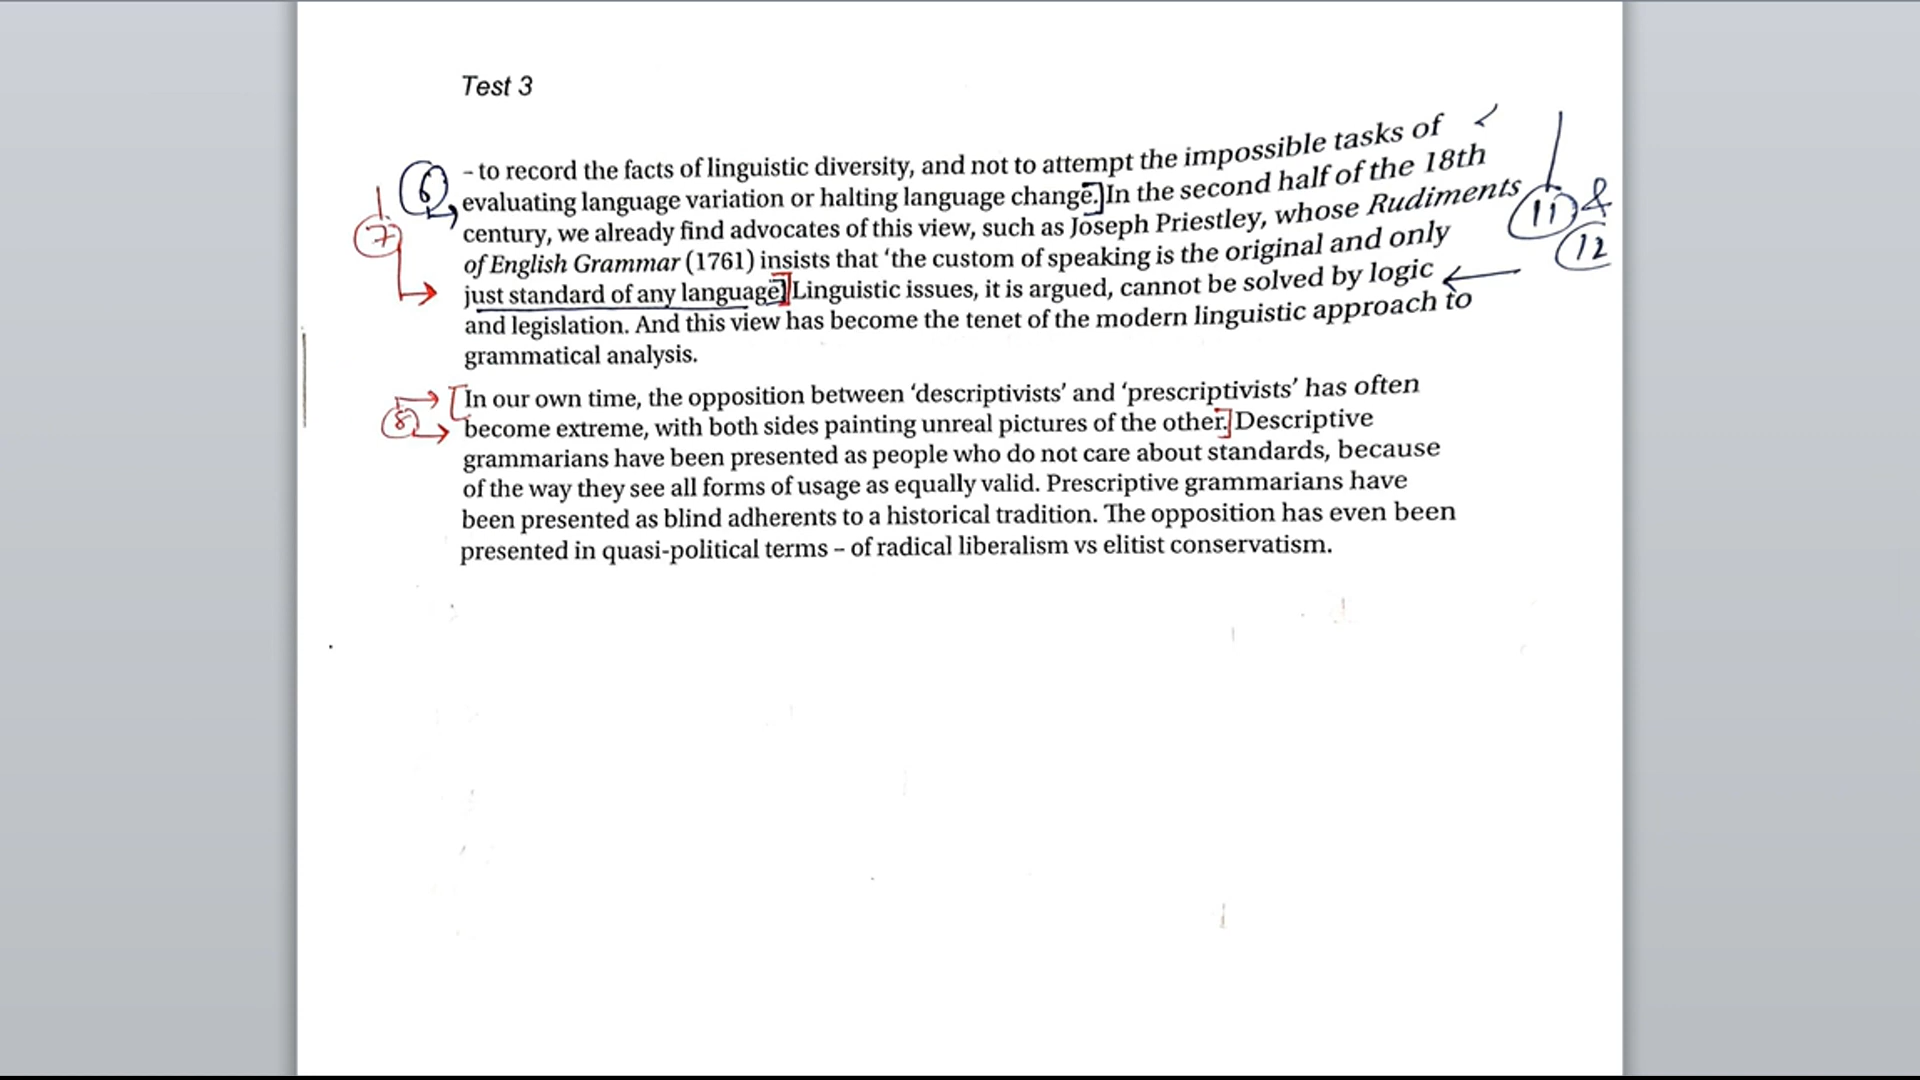 Test 3
- to record the facts of linguistic diversity, and not to attempt the impossible tasks of
evaluating language variation or halting language change. In the second half of the 18th
century, we already find advocates of this view, such as Joseph Priestley, whose Rudiments
of English Grammar (1761) insists that ‘the custom of speaking is the original and only
just standard of any language.’ Linguistic issues, it is argued, cannot be solved by logic
and legislation. And this view has become the tenet of the modern linguistic approach to
grammatical analysis.
In our own time, the opposition between ‘descriptivists’ and ‘prescriptivists’ has often
become extreme, with both sides painting unreal pictures of the other. Descriptive
grammarians have been presented as people who do not care about standards, because
of the way they see all forms of usage as equally valid. Prescriptive grammarians have
been presented as blind adherents to a historical tradition. The opposition has even been
presented in quasi-political terms – of radical liberalism vs elitist conservatism.
6
7
8
11 &
12